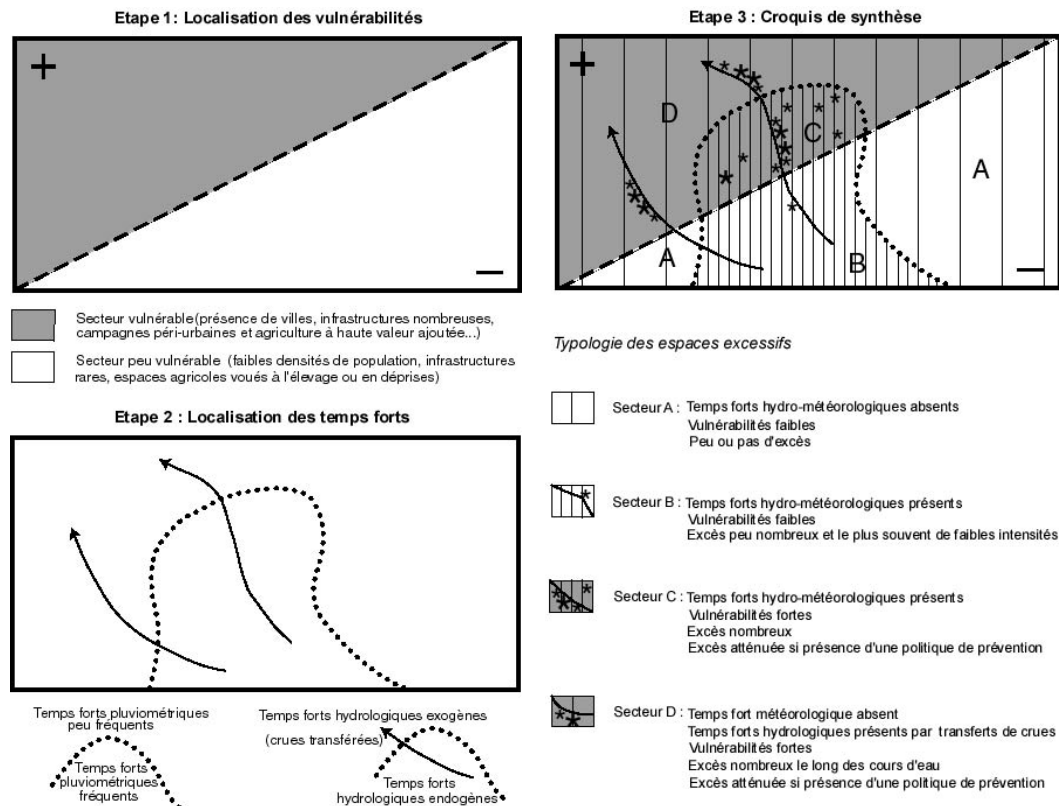 Etape 1 : Localisation des vulnérabilités
+
−
Secteur vulnérable(présence de villes, infrastructures nombreuses,
campagnes péri-urbaines et agriculture à haute valeur ajoutée...)
Secteur peu vulnérable (faibles densités de population, infrastructures
rares, espaces agricoles voués à l'élevage ou en déprises)
Etape 2 : Localisation des temps forts
Temps forts pluviométriques
peu fréquents
Temps forts
pluviométriques
fréquents
Temps forts hydrologiques exogènes
(crues transférées)
Temps forts
hydrologiques endogènes
Etape 3 : Croquis de synthèse
+
D
C
A
A
B
−
Typologie des espaces excessifs
Secteur A : Temps forts hydro-météorologiques absents
Vulnérabilités faibles
Peu ou pas d'excès
Secteur B : Temps forts hydro-météorologiques présents
Vulnérabilités faibles
Excès peu nombreux et le plus souvent de faibles intensités
Secteur C : Temps forts hydro-météorologiques présents
Vulnérabilités fortes
Excès nombreux
Excès atténuée si présence d'une politique de prévention
Secteur D : Temps fort météorologique absent
Temps forts hydrologiques présents par transferts de crues
Vulnérabilités fortes
Excès nombreux le long des cours d'eau
Excès atténuée si présence d'une politique de prévention